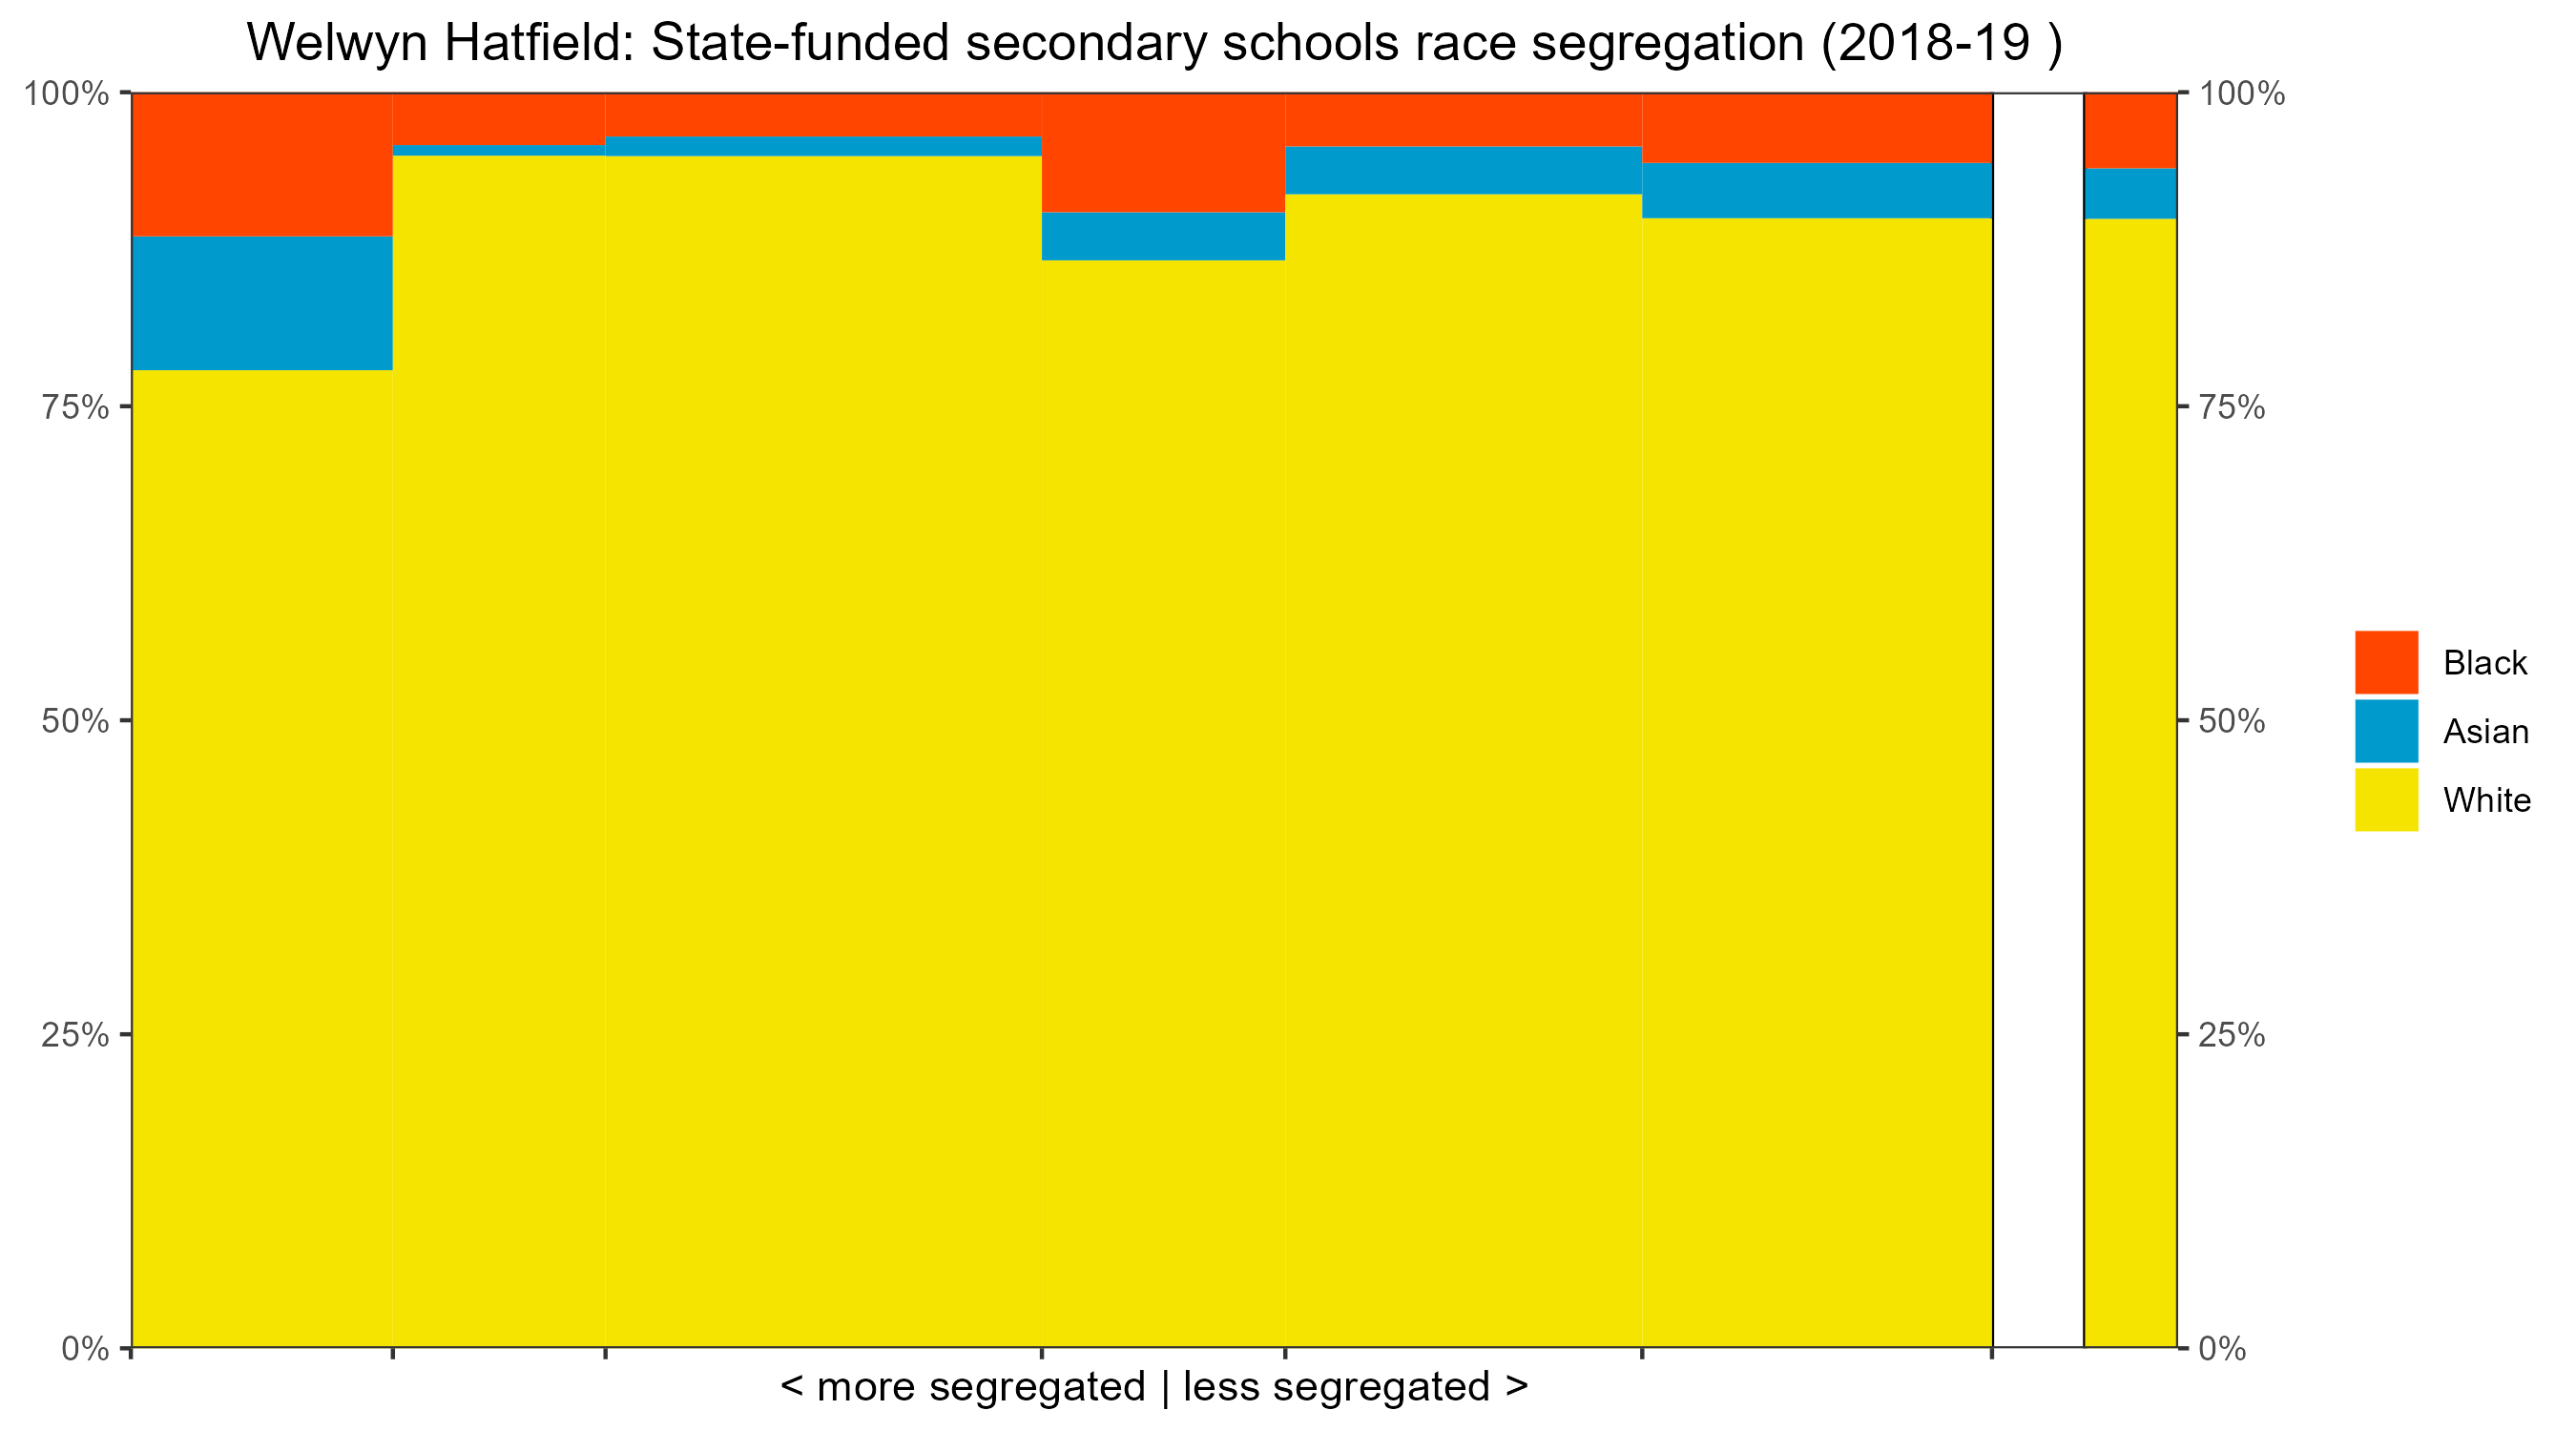 Welwyn Hatfield: State-funded secondary schools race segregation (2018-19 )
100%
75%
50%
25%
0%
100%
75%
50%
25%
0%
Black
Asian
White
< more segregated | less segregated >